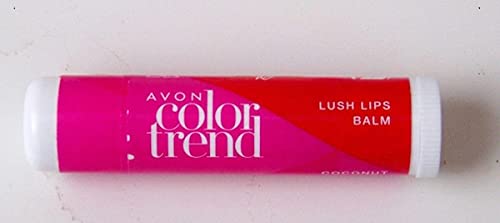 AVON
color
trend
LUSH LIPS
BALM
COCONUT